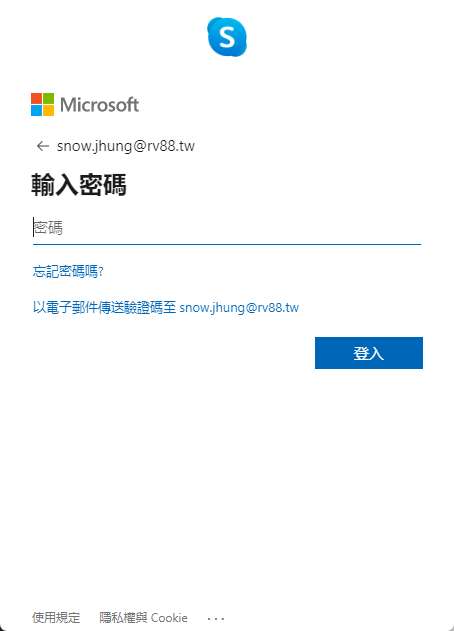 S
Microsoft
← snow.jhung@rv88.tw
輸入密碼
密碼
忘記密碼嗎?
以電子郵件傳送驗證碼至 snow.jhung@rv88.tw
登入
使用規定 隱私權與 Cookie ...